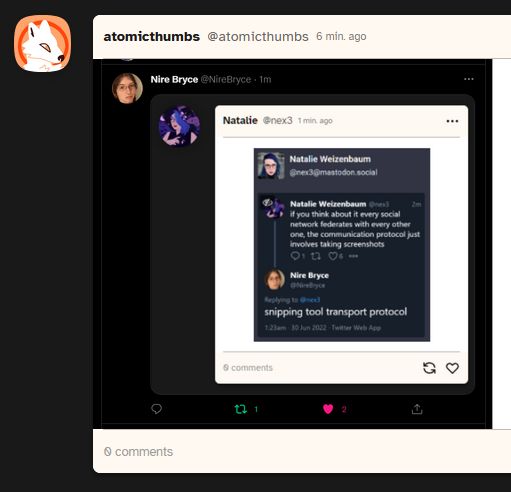 atomicthumbs @atomicthumbs 6 min. ago
Nire Bryce @NireBryce · 1m
Natalie @nex3 1 min. ago
Natalie Weizenbaum
@nex3@mastodon.social
Natalie Weizenbaum @nex3 2m
if you think about it every social
network federates with every other
one, the communication protocol just
involves taking screenshots
1 6
Nire Bryce
@NireBryce
Replying to @nex3
snipping tool transport protocol
1:23am · 30 Jun 2022 · Twitter Web App
0 comments
1 2
0 comments